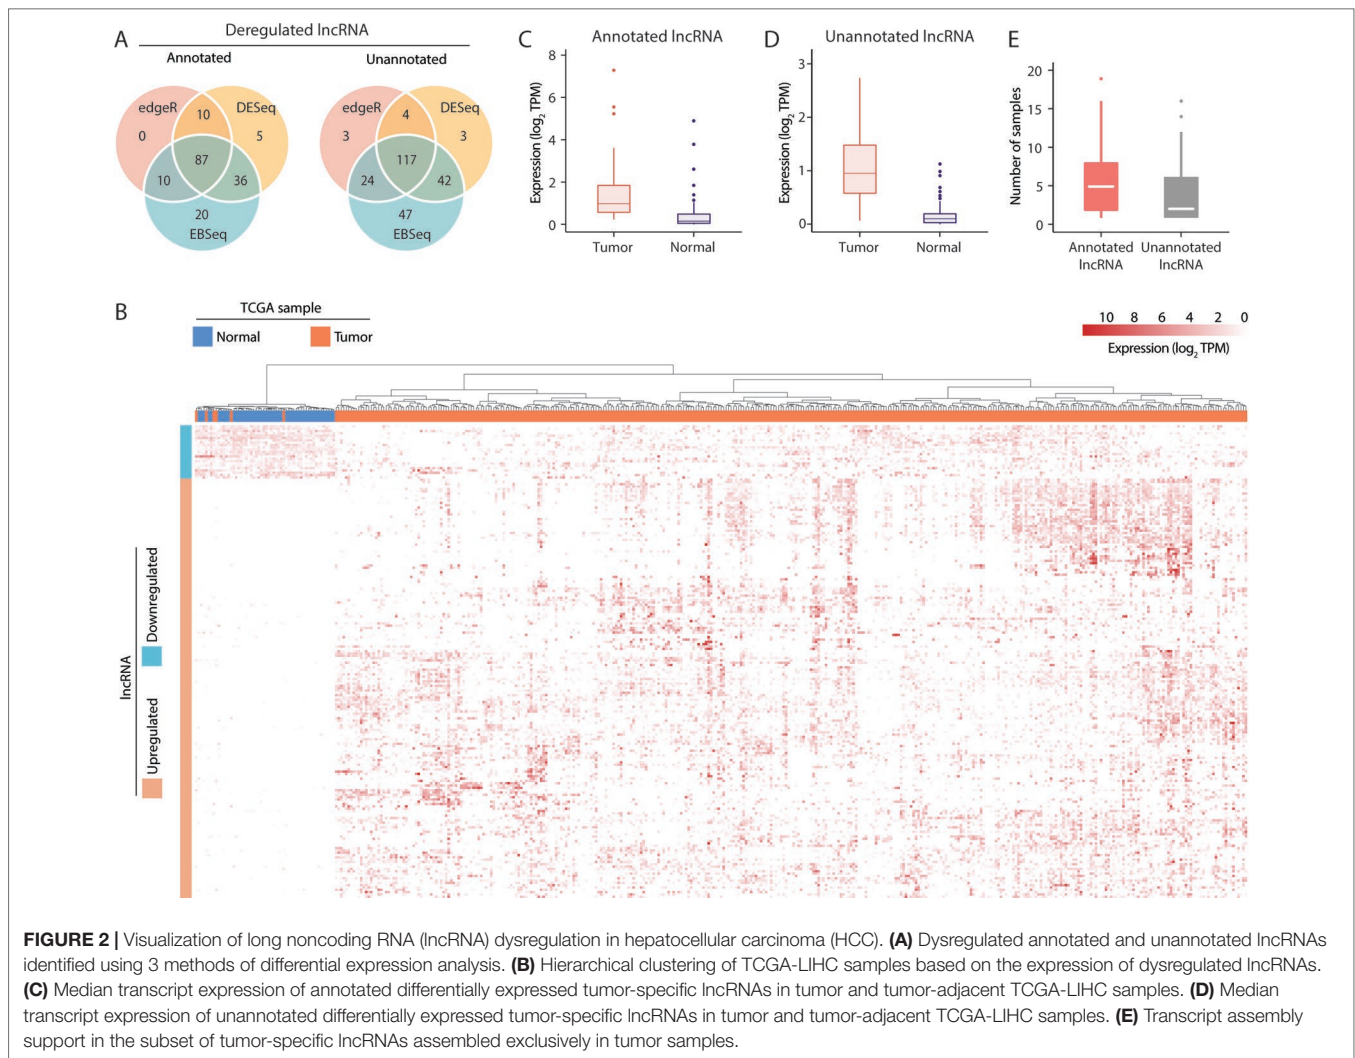 A
Deregulated lncRNA
Annotated
Unannotated
edgeR
DESeq
0
10
5
87
10
36
20
EBSeq
edgeR
DESeq
3
4
3
117
24
42
47
EBSeq
C
Annotated lncRNA
Expression (log2 TPM)
8
6
4
2
0
Tumor
Normal
D
Unannotated lncRNA
Expression (log2 TPM)
3
2
1
0
Tumor
Normal
E
Number of samples
20
15
10
5
0
Annotated
lncRNA
Unannotated
lncRNA
B
TCGA sample
Normal
Tumor
10 8 6 4 2 0
Expression (log2 TPM)
lncRNA
Downregulated
Upregulated
FIGURE 2 | Visualization of long noncoding RNA (lncRNA) dysregulation in hepatocellular carcinoma (HCC). (A) Dysregulated annotated and unannotated lncRNAs
identified using 3 methods of differential expression analysis. (B) Hierarchical clustering of TCGA-LIHC samples based on the expression of dysregulated lncRNAs.
(C) Median transcript expression of annotated differentially expressed tumor-specific lncRNAs in tumor and tumor-adjacent TCGA-LIHC samples. (D) Median
transcript expression of unannotated differentially expressed tumor-specific lncRNAs in tumor and tumor-adjacent TCGA-LIHC samples. (E) Transcript assembly
support in the subset of tumor-specific lncRNAs assembled exclusively in tumor samples.